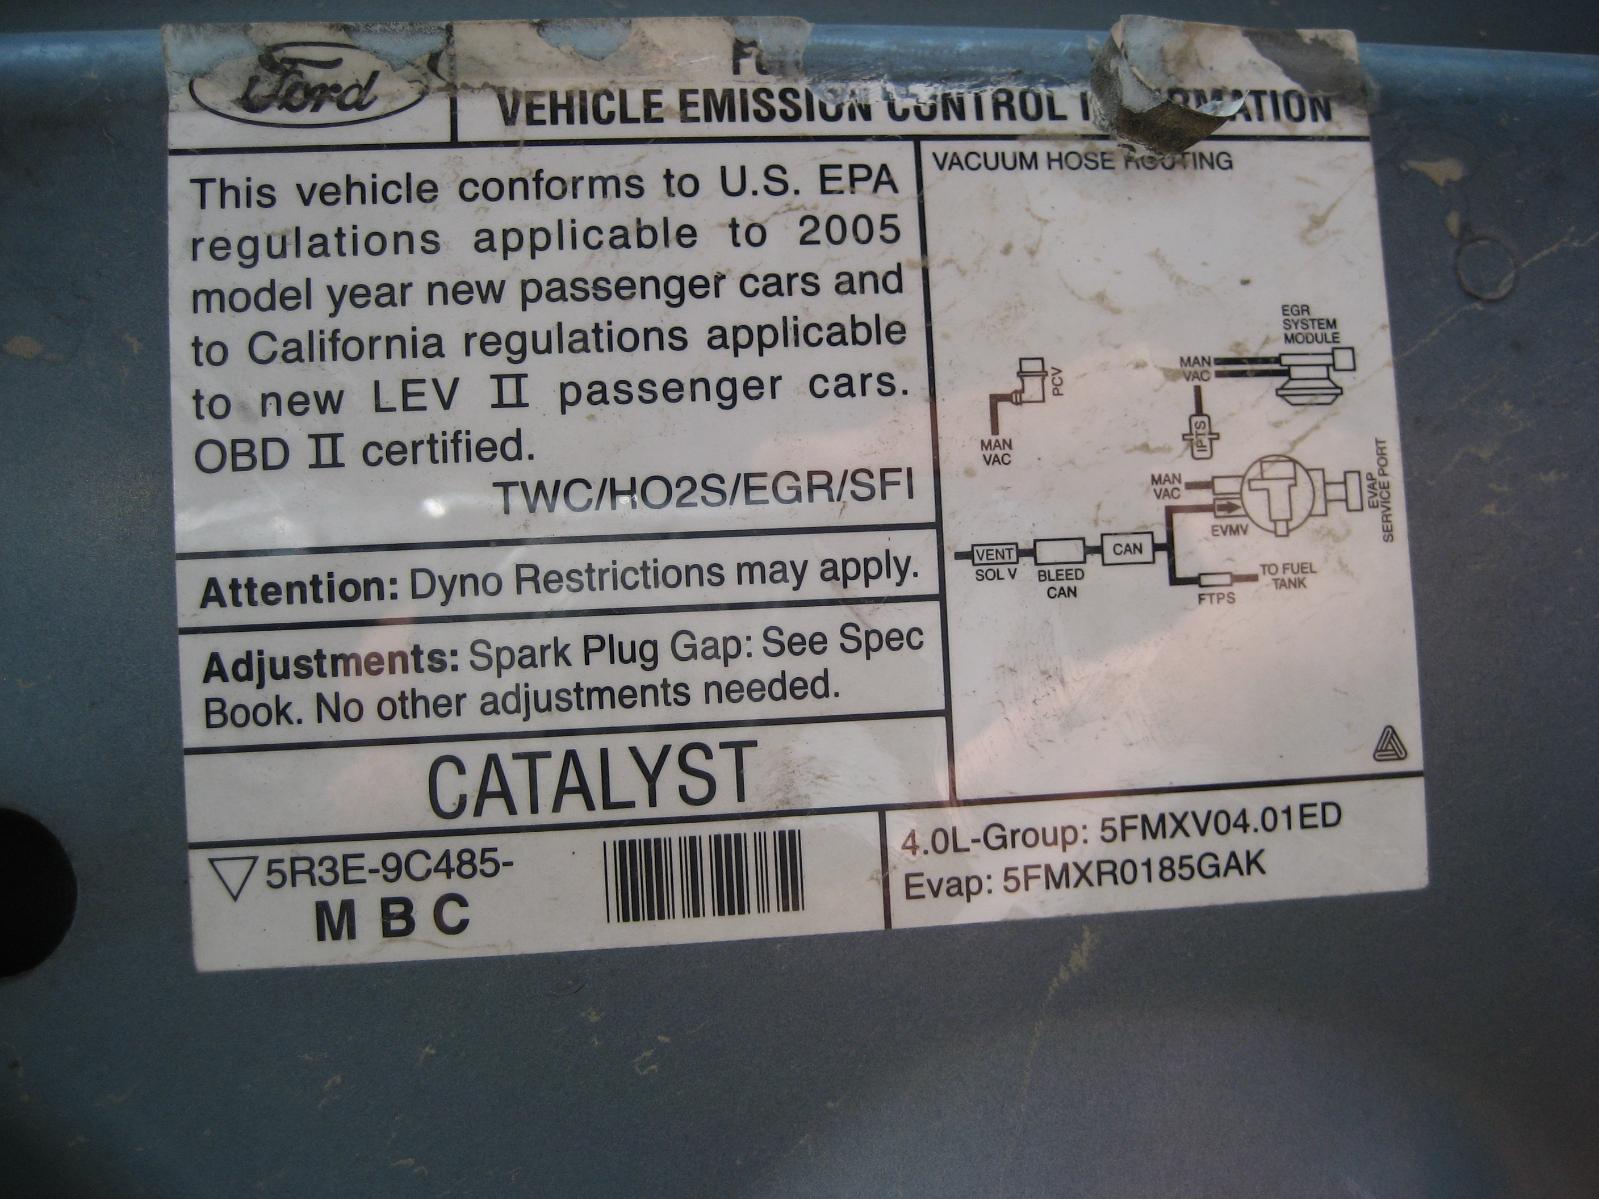 Ford
VEHICLE EMISSION CONTROL INFORMATION
This vehicle conforms to U.S. EPA
regulations applicable to 2005
model year new passenger cars and
to California regulations applicable
to new LEV II passenger cars.
OBD II certified.
TWC/HO2S/EGR/SFI
Attention: Dyno Restrictions may apply.
Adjustments: Spark Plug Gap: See Spec
Book. No other adjustments needed.
CATALYST
5R3E-9C485-
M B C
VACUUM HOSE ROUTING
EGR
SYSTEM
MODULE
MAN
VAC
PCV
MAN
VAC
IPTS
MAN
VAC
EVAP
SERVICE PORT
EVMV
VENT
SOL V
BLEED
CAN
CAN
TO FUEL
TANK
FTPS
4.0L-Group: 5FMXV04.01ED
Evap: 5FMXR0185GAK